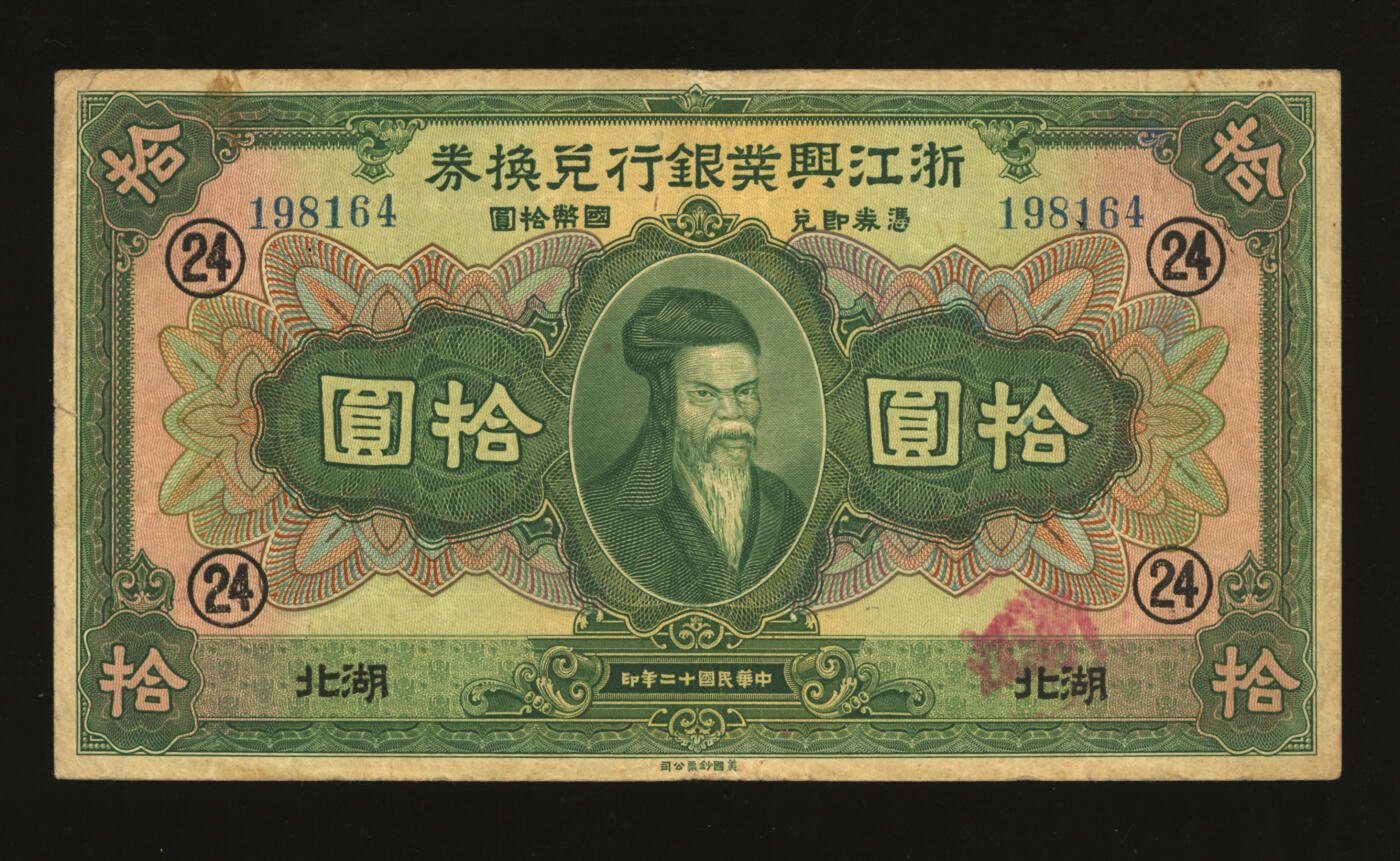 拾
浙江興業銀行兌換券
拾
198164
憑券即兌 國幣拾圓
198164
24
24
拾圓
拾圓
24
24
拾
湖北
中華民國十二年印
湖北
拾
美國鈔票公司